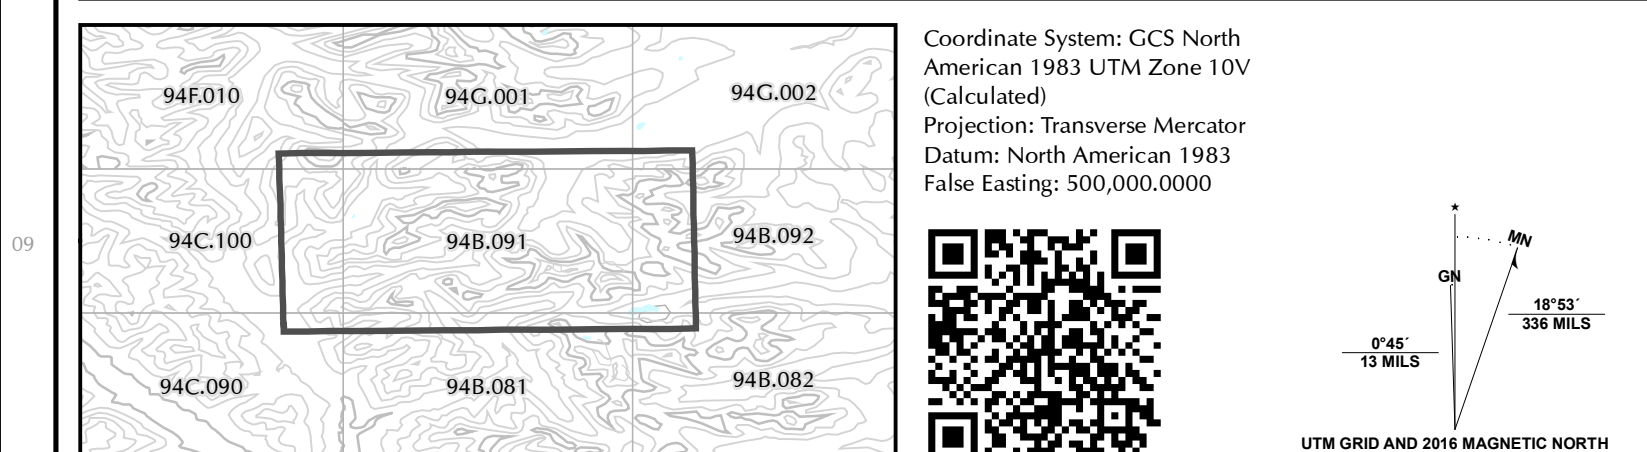 94F.010 94G.001 94G.002
09
94C.100 94B.091 94B.092
94C.090 94B.081 94B.082
Coordinate System: GCS North
American 1983 UTM Zone 10V
(Calculated)
Projection: Transverse Mercator
Datum: North American 1983
False Easting: 500,000.0000
MN
GN
18°53´
336 MILS
0°45´
13 MILS
UTM GRID AND 2016 MAGNETIC NORTH